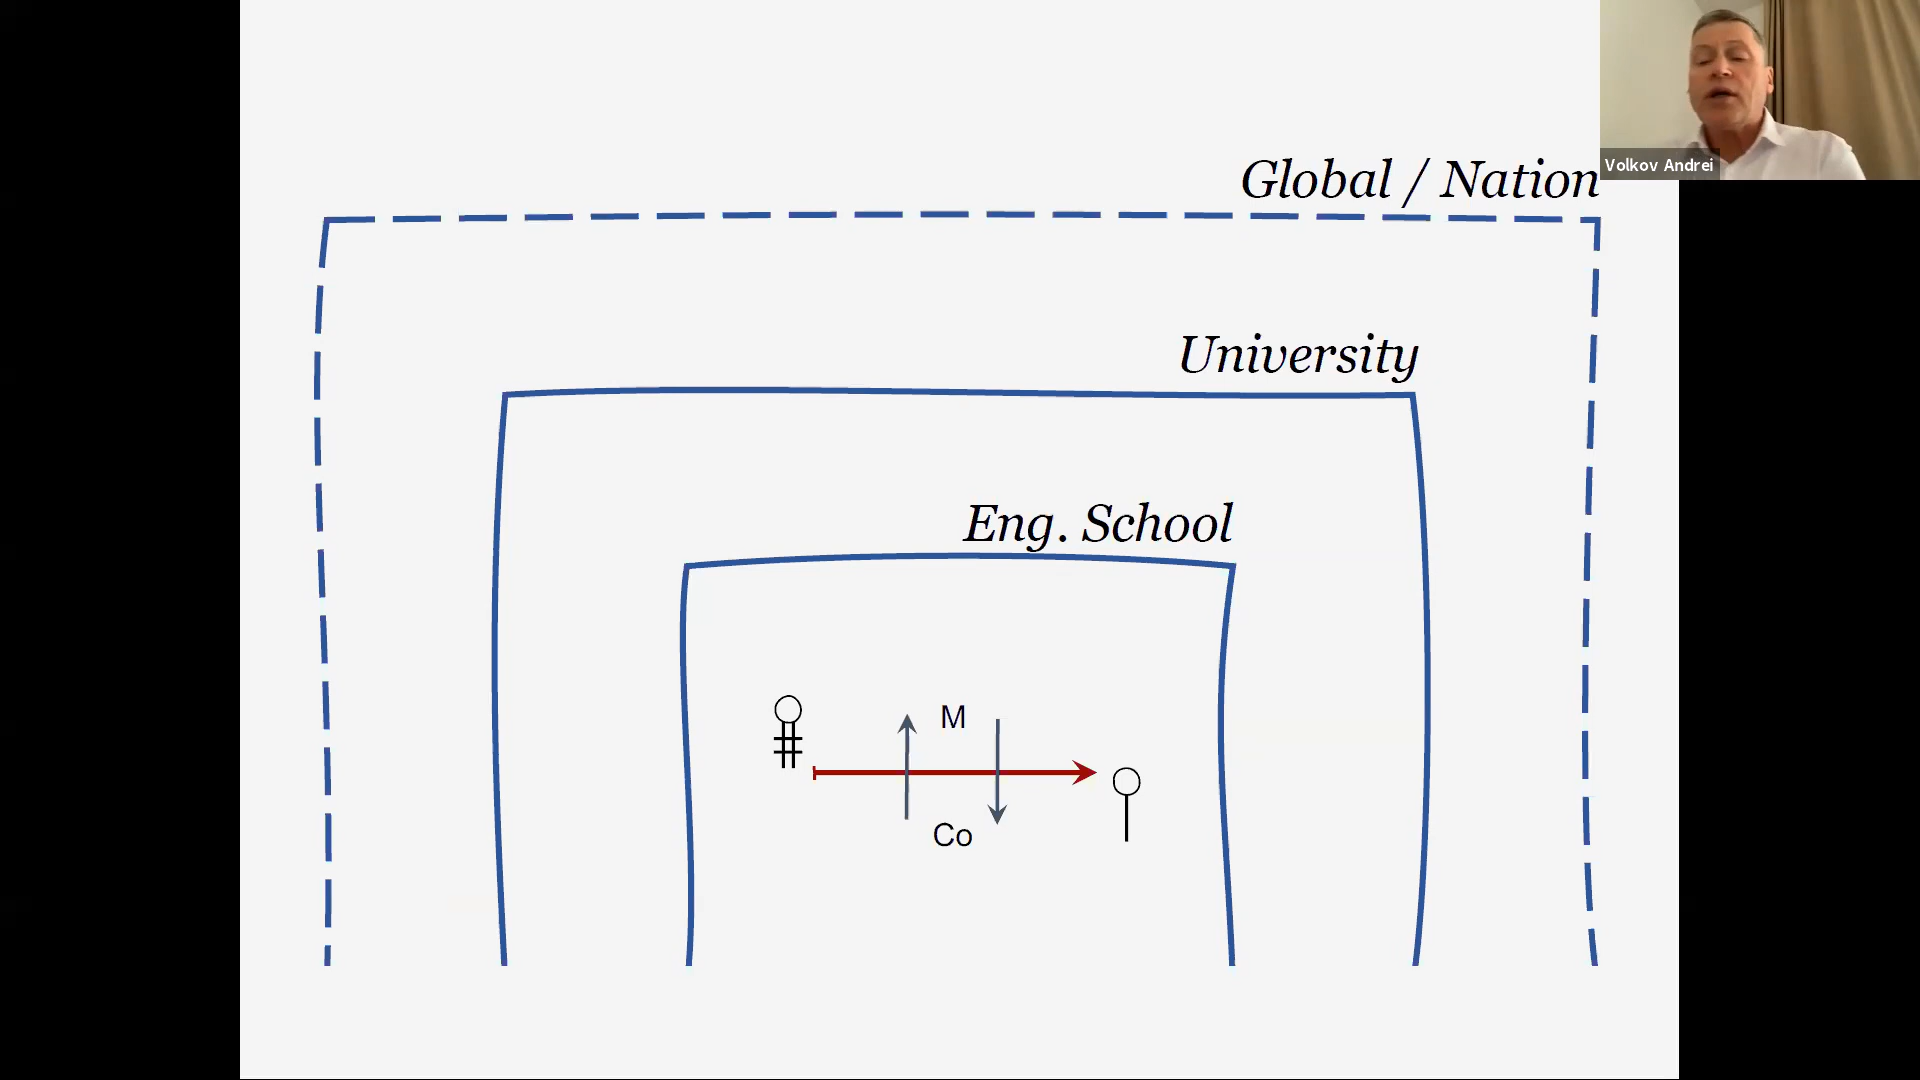 Volkov Andrei
Global / Nation
University
Eng. School
M
Co